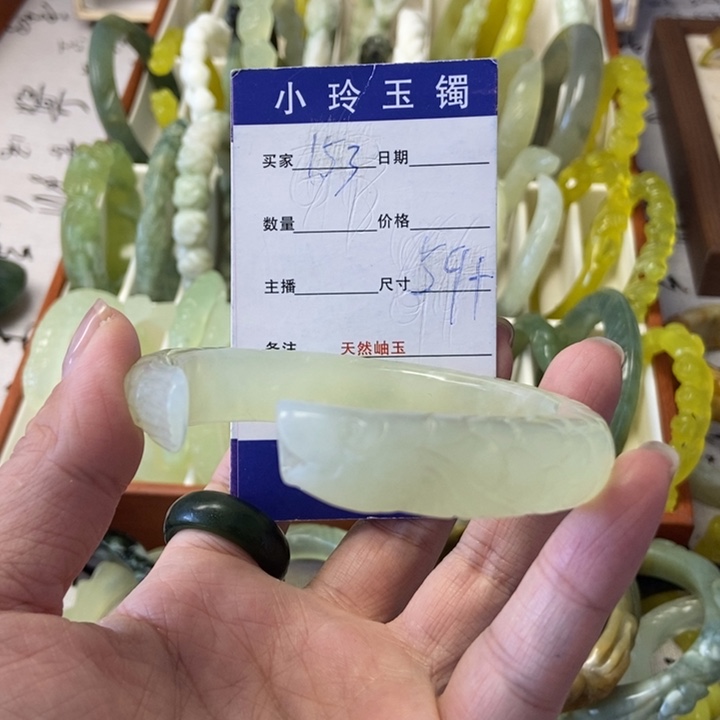 小玲玉镯
买家 153 日期
数量 价格
主播 尺寸 59+
备注 天然岫玉